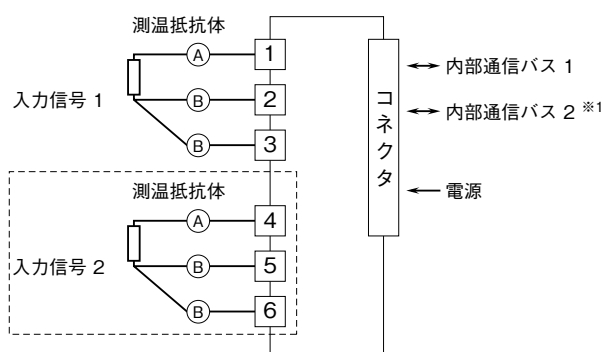 測温抵抗体
入力信号 1
A
B
B
1
2
3
測温抵抗体
入力信号 2
A
B
B
4
5
6
コネクタ
内部通信バス 1
内部通信バス 2 ※1
電源